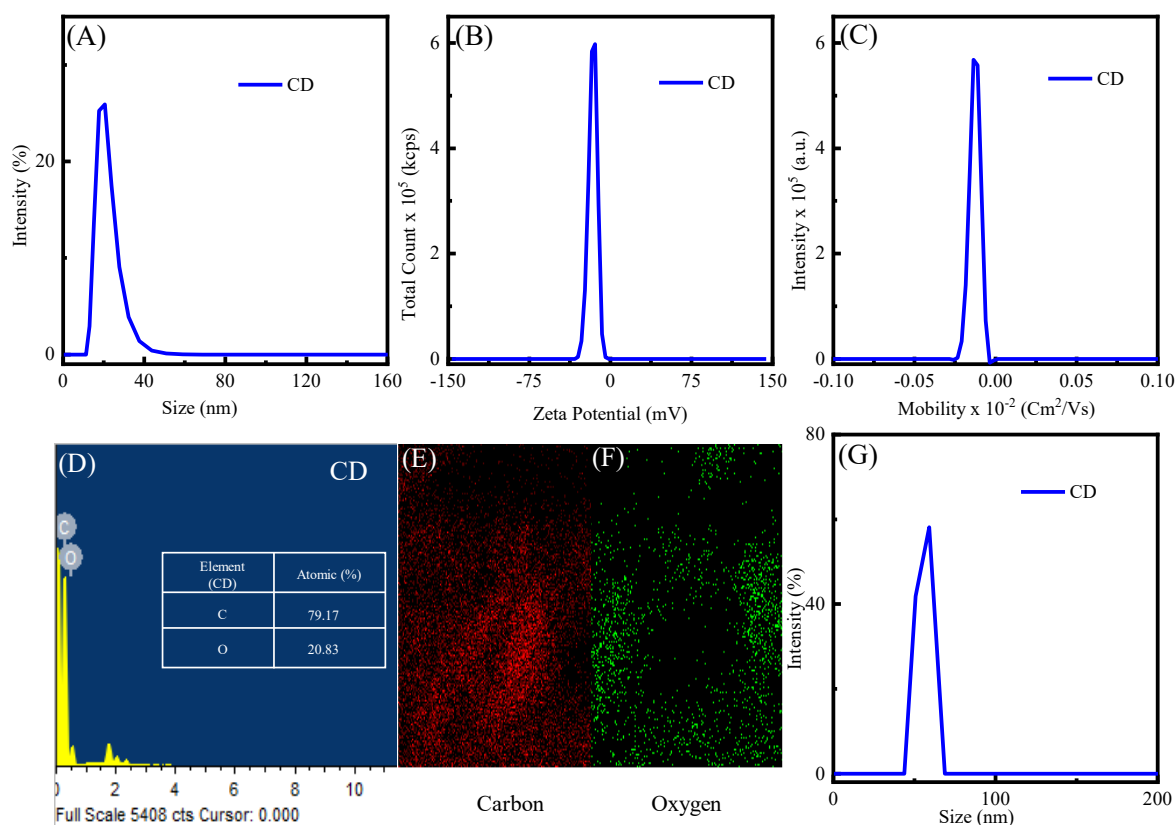 (A)
CD
Intensity (%)
20
0
0 40 80 120 160
Size (nm)
(B)
CD
Total Count x 10⁵ (kcps)
6
4
2
0
-150 -75 0 75 150
Zeta Potential (mV)
(C)
CD
Intensity x 10⁵ (a.u.)
6
4
2
0
-0.10 -0.05 0.00 0.05 0.10
Mobility x 10⁻² (Cm²/Vs)
(D)
CD
C
O
Element (CD) Atomic (%)
C 79.17
O 20.83
0 2 4 6 8 10
Full Scale 5408 cts Cursor: 0.000
(E)
Carbon
(F)
Oxygen
(G)
CD
Intensity (%)
80
40
0
0 100 200
Size (nm)